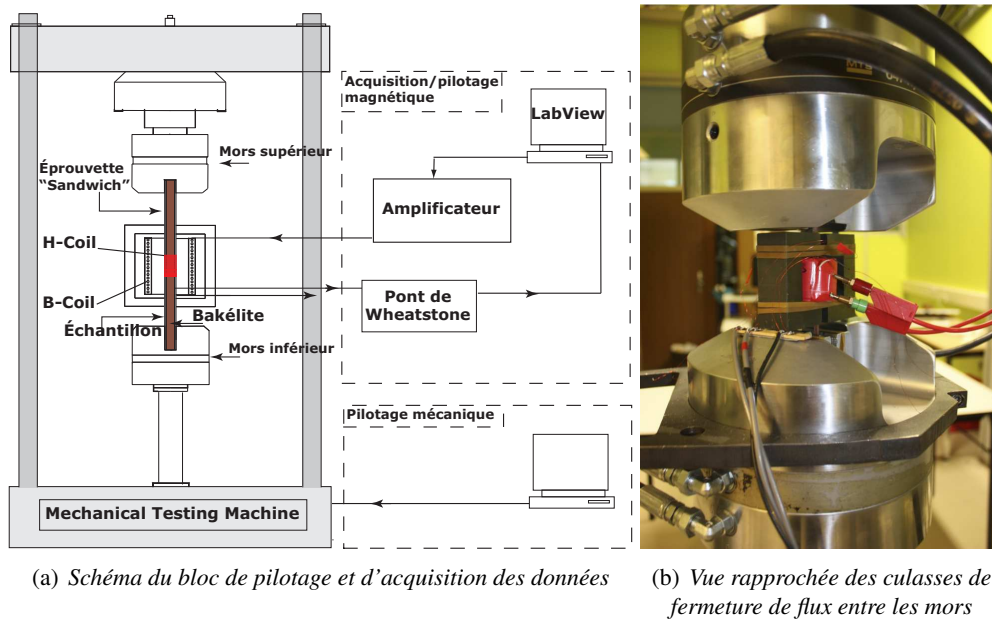 Acquisition/pilotage
magnétique
LabView
Mors supérieur
Éprouvette
"Sandwich"
Amplificateur
H-Coil
B-Coil
Pont de
Wheatstone
Échantillon
Bakélite
Mors inférieur
Pilotage mécanique
Mechanical Testing Machine
(a) Schéma du bloc de pilotage et d'acquisition des données
(b) Vue rapprochée des culasses de
fermeture de flux entre les mors